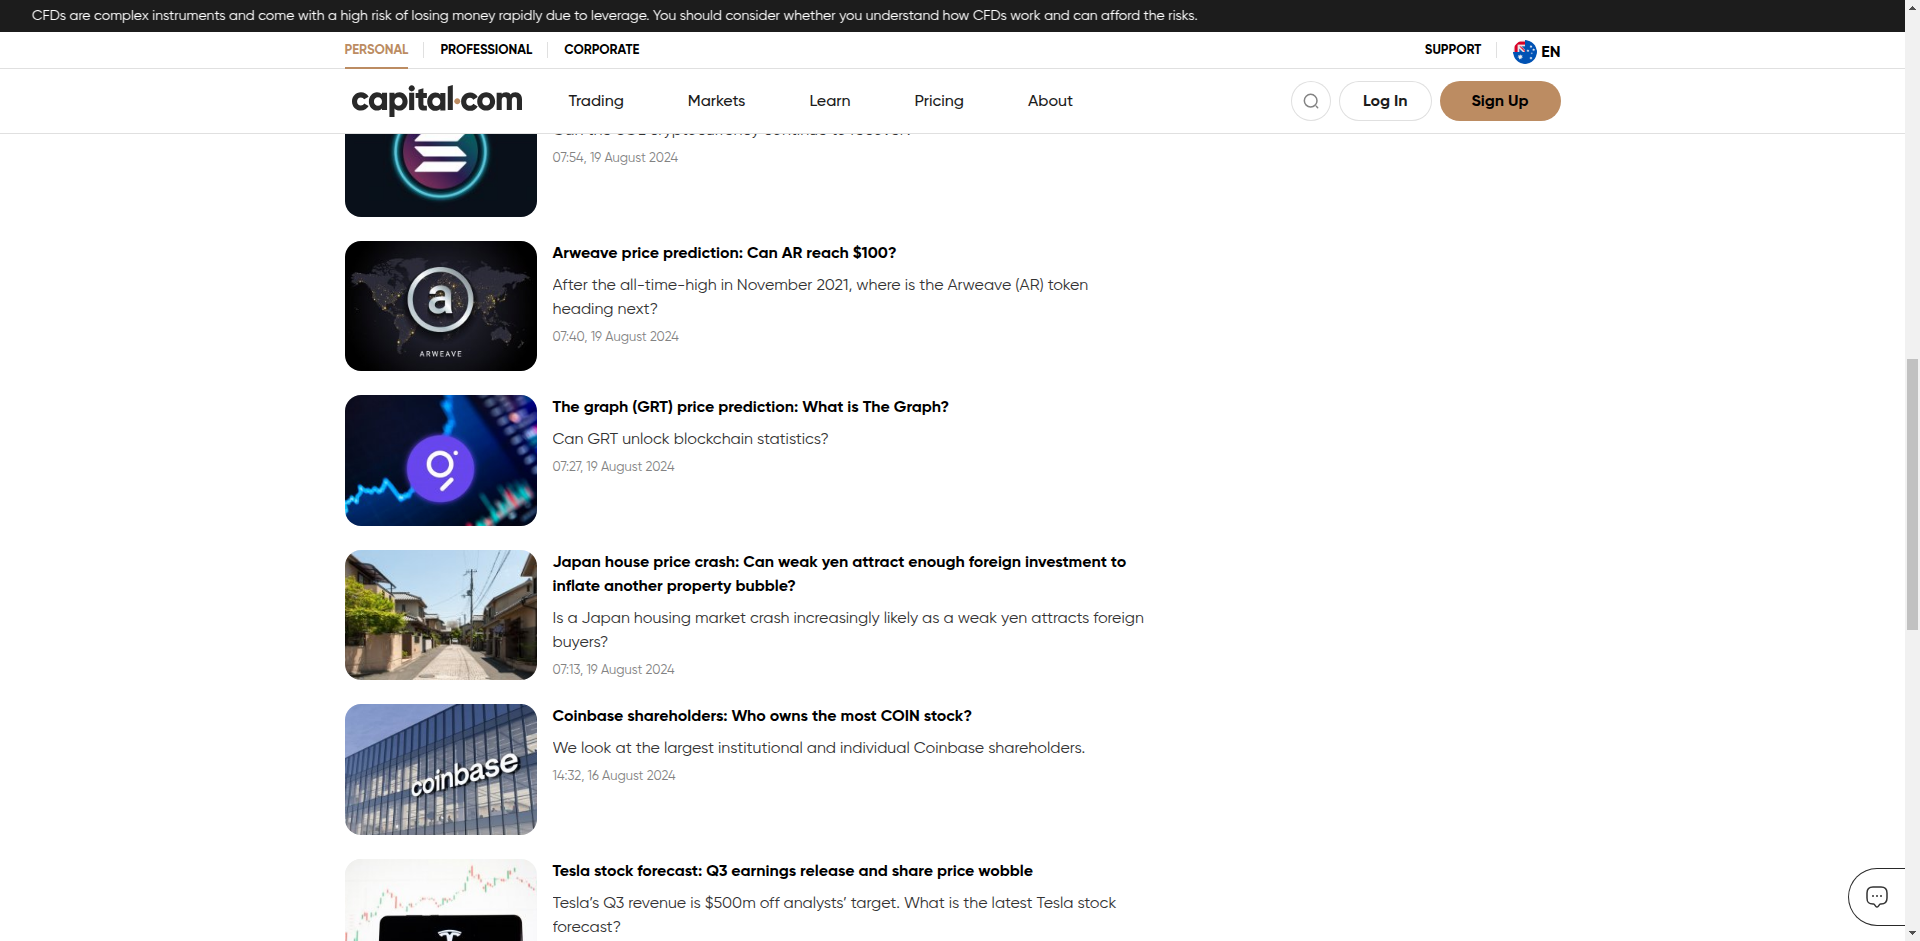 CFDs are complex instruments and come with a high risk of losing money rapidly due to leverage. You should consider whether you understand how CFDs work and can afford the risks.
PERSONAL
PROFESSIONAL
CORPORATE
SUPPORT
EN
capital.com
Trading
Markets
Learn
Pricing
About
Log In
Sign Up
07:54, 19 August 2024
a
ARWEAVE
Arweave price prediction: Can AR reach $100?
After the all-time-high in November 2021, where is the Arweave (AR) token
heading next?
07:40, 19 August 2024
The graph (GRT) price prediction: What is The Graph?
Can GRT unlock blockchain statistics?
07:27, 19 August 2024
Japan house price crash: Can weak yen attract enough foreign investment to
inflate another property bubble?
Is a Japan housing market crash increasingly likely as a weak yen attracts foreign
buyers?
07:13, 19 August 2024
coinbase
Coinbase shareholders: Who owns the most COIN stock?
We look at the largest institutional and individual Coinbase shareholders.
14:32, 16 August 2024
Tesla stock forecast: Q3 earnings release and share price wobble
Tesla’s Q3 revenue is $500m off analysts’ target. What is the latest Tesla stock
forecast?